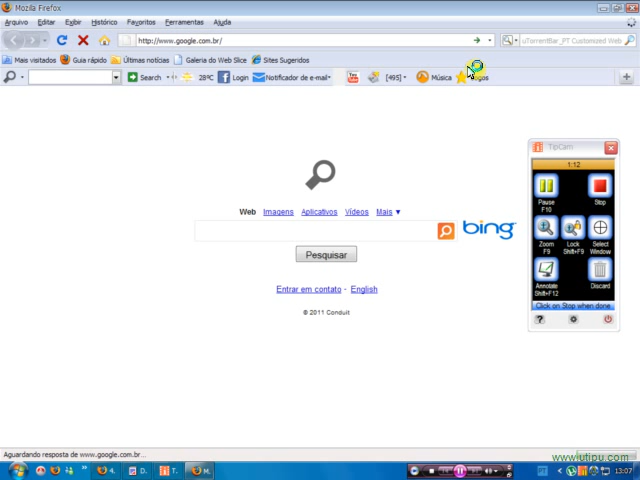 Mozila Firefox
Arquivo Editar Exibir Histórico Favoritos Ferramentas Ajuda
http://www.google.com.br/
uTorrentBar_PT Customized Web
Mais visitados Guia rápido Últimas notícias Galeria do Web Slice Sites Sugeridos
Search 28ºC Login Notificador de e-mail [495] Música
TipCam
1:12
Pause
F10
Stop
Zoom
F9
Lock
Shift+F9
Select
Window
Annotate
Shift+F12
Discard
Click on Stop when done
Web Imagens Aplicativos Vídeos Mais ▼
bing
Pesquisar
Entrar em contato - English
© 2011 Conduit
Aguardando resposta de www.google.com.br...
www.utipu.com
4. D. T. M. PT 13:07